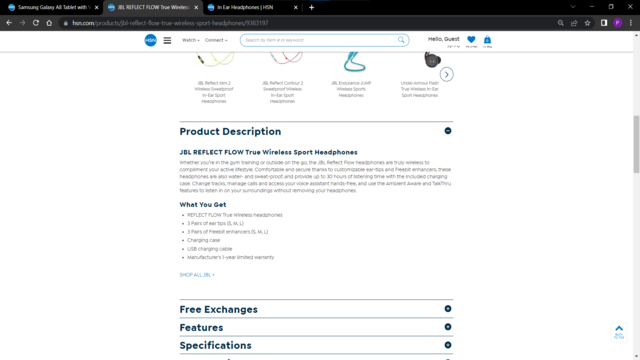 Samsung Galaxy A8 Tablet with V
JBL REFLECT FLOW True Wireless
In Ear Headphones | HSN
hsn.com/products/jbl-reflect-flow-true-wireless-sport-headphones/9383197
P
HSN
Watch
Connect
Search by item # or keyword
Hello, Guest
JBL Reflect Mini 2
Wireless Sweatproof
In-Ear Sport
Headphones
JBL Reflect Contour 2
Sweatproof Wireless
In-Ear Sport
Headphones
JBL Endurance JUMP
Wireless Sports
Headphones
Under Armour Flash
True Wireless In-Ear
Sport Headphones
Product Description
JBL REFLECT FLOW True Wireless Sport Headphones
Whether you're in the gym training or outside on the go, the JBL Reflect Flow headphones are truly wireless to
compliment your active lifestyle. Comfortable and secure thanks to customizable ear-tips and Freebit enhancers, these
headphones are also water- and sweat-proof, and provide up to 30 hours of listening time with the included charging
case. Change tracks, manage calls and access your voice assistant hands-free, and use the Ambient Aware and TalkThru
features to listen in on your surroundings without removing your headphones.
What You Get
REFLECT FLOW True Wireless headphones
3 Pairs of ear tips (S, M, L)
3 Pairs of Freebit enhancers (S, M, L)
Charging case
USB charging cable
Manufacturer's 1-year limited warranty
SHOP ALL JBL >
Free Exchanges
Features
Specifications
BACK
TO TOP